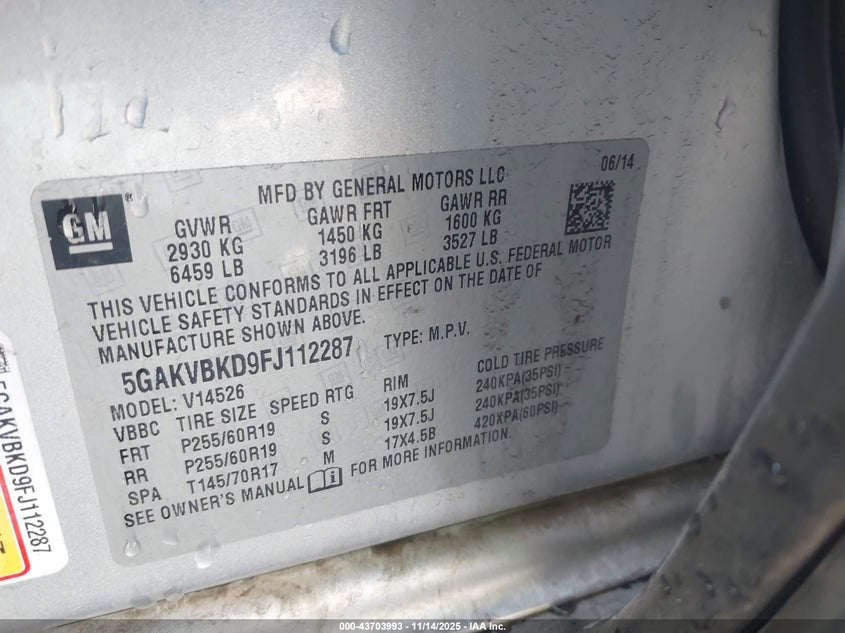 06/14
MFD BY GENERAL MOTORS LLC
GM ®
GVWR GAWR FRT GAWR RR
2930 KG 1450 KG 1600 KG
6459 LB 3196 LB 3527 LB
THIS VEHICLE CONFORMS TO ALL APPLICABLE U.S. FEDERAL MOTOR
VEHICLE SAFETY STANDARDS IN EFFECT ON THE DATE OF
MANUFACTURE SHOWN ABOVE.
5GAKVBKD9FJ112287 TYPE: M.P.V.
MODEL: V14526
VBBC TIRE SIZE SPEED RTG RIM COLD TIRE PRESSURE
FRT P255/60R19 S 19X7.5J 240KPA(35PSI)
RR P255/60R19 S 19X7.5J 240KPA(35PSI)
SPA T145/70R17 M 17X4.5B 420KPA(60PSI)
SEE OWNER'S MANUAL i FOR MORE INFORMATION.
5GAKVBKD9FJ112287
000-43703993 - 11/14/2025 - IAA Inc.